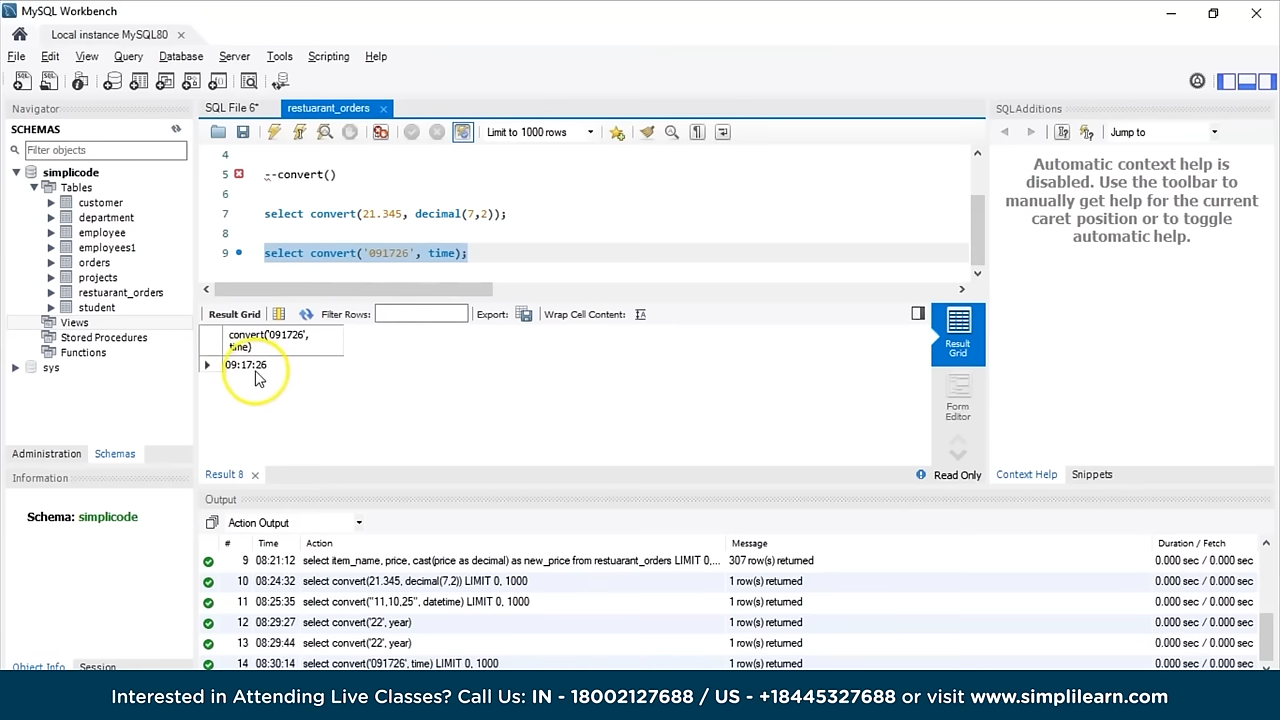 MySQL Workbench
Local instance MySQL80
File Edit View Query Database Server Tools Scripting Help
Navigator
SCHEMAS
Filter objects
simplicode
Tables
customer
department
employee
employees1
orders
projects
restuarant_orders
student
Views
Stored Procedures
Functions
sys
Administration Schemas
Information
Schema: simplicode
Object Info Session
SQL File 6* restuarant_orders
Limit to 1000 rows
4
5 --convert()
6
7 select convert(21.345, decimal(7,2));
8
9 select convert('091726', time);
Result Grid Filter Rows: Export: Wrap Cell Content:
convert('091726',
time)
09:17:26
Result
Grid
Form
Editor
Result 8 Read Only
SQLAdditions
Jump to
Automatic context help is
disabled. Use the toolbar to
manually get help for the
current caret position or to
toggle automatic help.
Context Help Snippets
Output
Action Output
# Time Action Message Duration / Fetch
9 08:21:12 select item_name, price, cast(price as decimal) as new_price from restuarant_orders LIMIT 0,... 307 row(s) returned 0.000 sec / 0.000 sec
10 08:24:32 select convert(21.345, decimal(7,2)) LIMIT 0, 1000 1 row(s) returned 0.000 sec / 0.000 sec
11 08:25:35 select convert("11,10,25", datetime) LIMIT 0, 1000 1 row(s) returned 0.000 sec / 0.000 sec
12 08:29:27 select convert('22', year) 1 row(s) returned 0.000 sec / 0.000 sec
13 08:29:44 select convert('22', year) 1 row(s) returned 0.000 sec / 0.000 sec
14 08:30:14 select convert('091726', time) LIMIT 0, 1000 1 row(s) returned 0.000 sec / 0.000 sec
Interested in Attending Live Classes? Call Us: IN - 18002127688 / US - +18445327688 or visit www.simplilearn.com